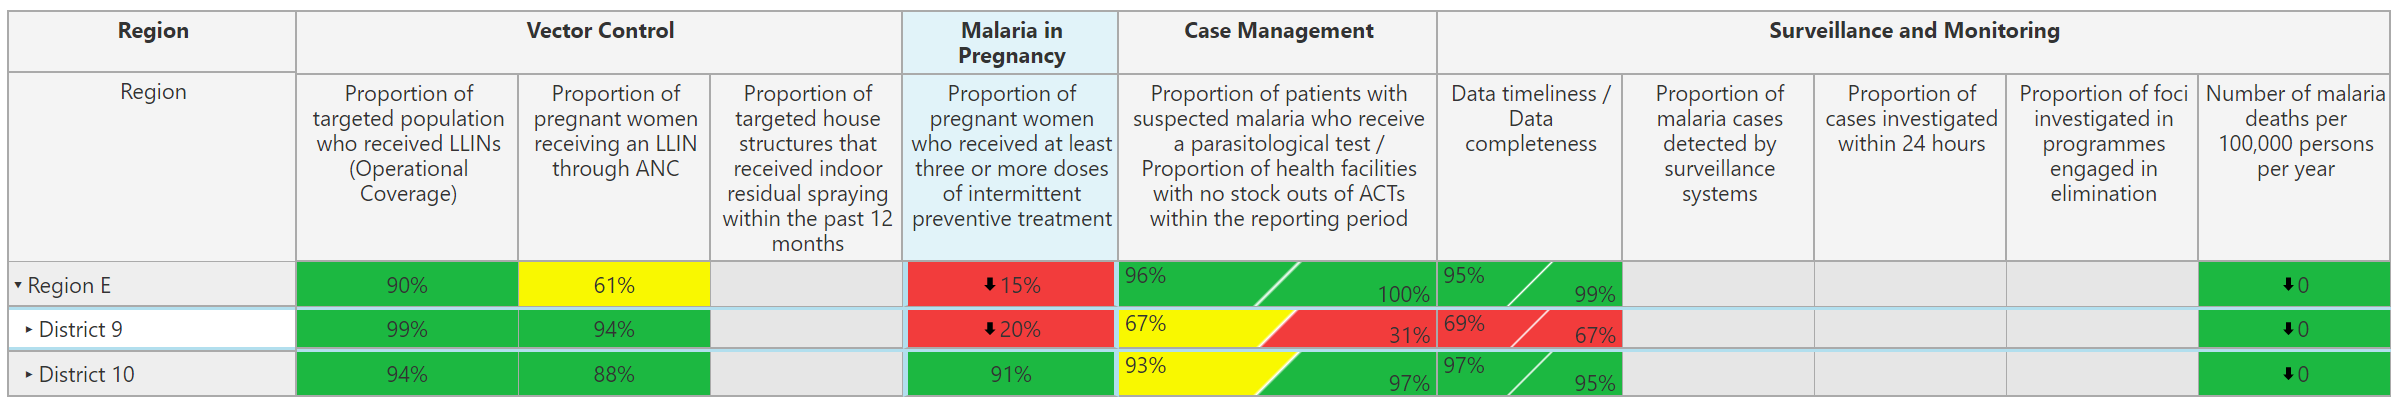 Region
Vector Control
Malaria in
Pregnancy
Case Management
Surveillance and Monitoring
Region
Proportion of
targeted population
who received LLINs
(Operational
Coverage)
Proportion of
pregnant women
receiving an LLIN
through ANC
Proportion of
targeted house
structures that
received indoor
residual spraying
within the past 12
months
Proportion of
pregnant women
who received at least
three or more doses
of intermittent
preventive treatment
Proportion of patients with
suspected malaria who receive
a parasitological test /
Proportion of health facilities
with no stock outs of ACTs
within the reporting period
Data timeliness /
Data
completeness
Proportion of
malaria cases
detected by
surveillance
systems
Proportion of
cases investigated
within 24 hours
Proportion of foci
investigated in
programmes
engaged in
elimination
Number of malaria
deaths per
100,000 persons
per year
▾ Region E 90% 61% ⬇15% 96% 100% 95% 99% ⬇0
▸ District 9 99% 94% ⬇20% 67% 31% 69% 67% ⬇0
▸ District 10 94% 88% 91% 93% 97% 97% 95% ⬇0